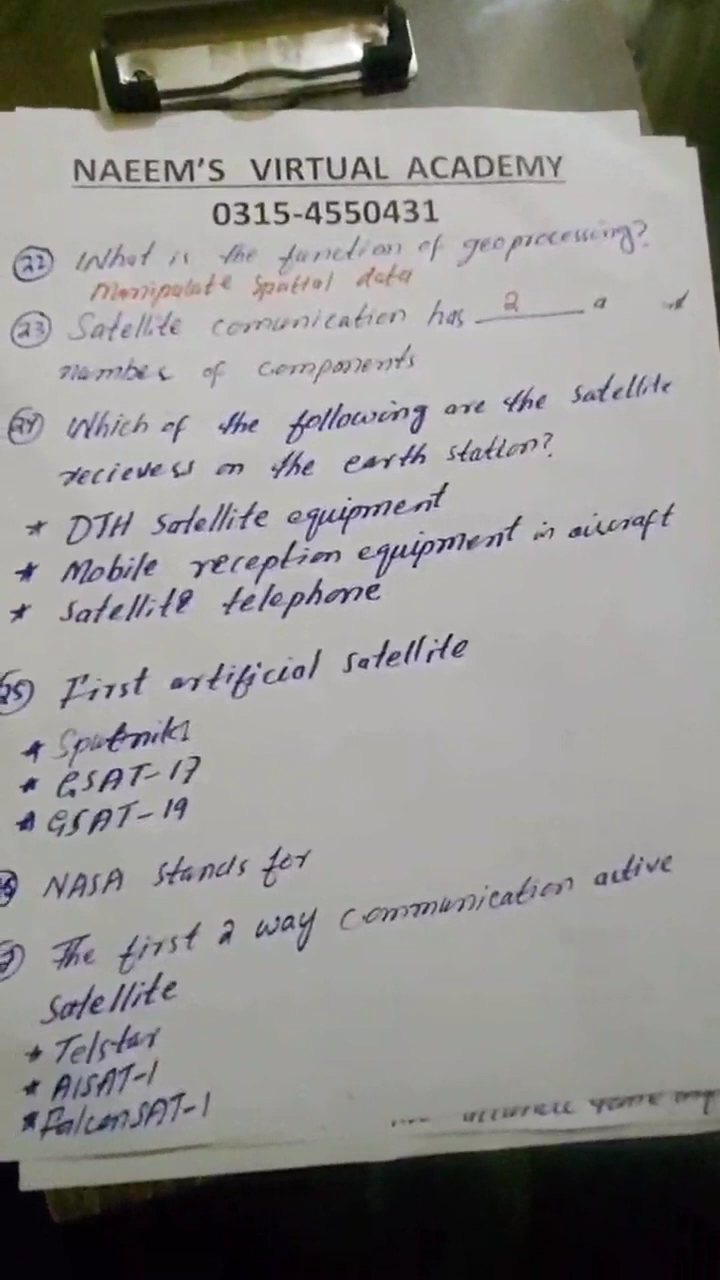 NAEEM'S VIRTUAL ACADEMY
0315-4550431
22 What is the function of geoprocessing?
Manipulate Spatial data
23 Satellite comunication has 2 a
number of components
24 Which of the following are the satellite
recievess on the earth station?
* DTH satellite equipment
* Mobile reception equipment in aircraft
* Satellite telephone
25 First artificial satellite
* Sputnik1
* GSAT-17
* GSAT-19
NASA stands for
The first 2 way communication active
Satellite
* Telstar
* AISAT-1
* FalconSAT-1